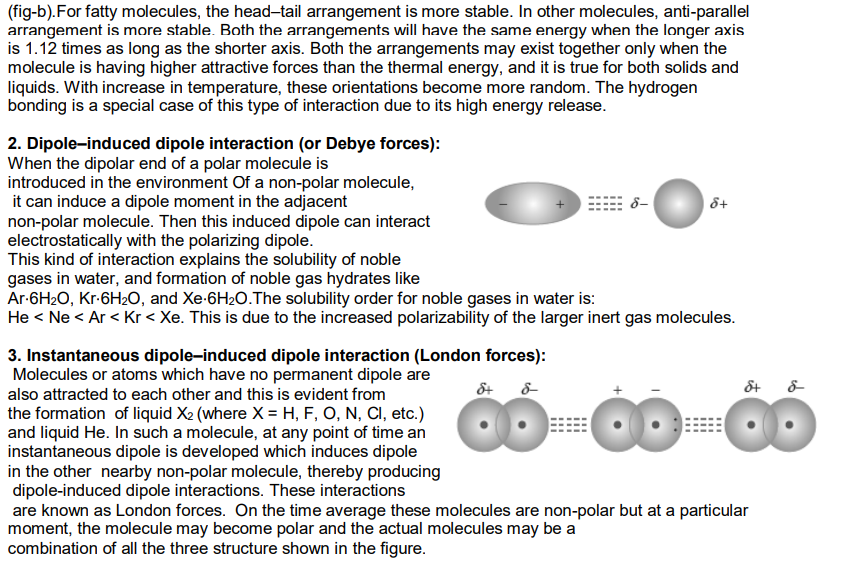 (fig-b).For fatty molecules, the head–tail arrangement is more stable. In other molecules, anti-parallel
arrangement is more stable. Both the arrangements will have the same energy when the longer axis
is 1.12 times as long as the shorter axis. Both the arrangements may exist together only when the
molecule is having higher attractive forces than the thermal energy, and it is true for both solids and
liquids. With increase in temperature, these orientations become more random. The hydrogen
bonding is a special case of this type of interaction due to its high energy release.
2. Dipole–induced dipole interaction (or Debye forces):
When the dipolar end of a polar molecule is
introduced in the environment Of a non-polar molecule,
it can induce a dipole moment in the adjacent
non-polar molecule. Then this induced dipole can interact
electrostatically with the polarizing dipole.
This kind of interaction explains the solubility of noble
gases in water, and formation of noble gas hydrates like
Ar·6H₂O, Kr·6H₂O, and Xe·6H₂O.The solubility order for noble gases in water is:
He < Ne < Ar < Kr < Xe. This is due to the increased polarizability of the larger inert gas molecules.
− + δ− δ+
3. Instantaneous dipole–induced dipole interaction (London forces):
Molecules or atoms which have no permanent dipole are
also attracted to each other and this is evident from
the formation of liquid X₂ (where X = H, F, O, N, Cl, etc.)
and liquid He. In such a molecule, at any point of time an
instantaneous dipole is developed which induces dipole
in the other nearby non-polar molecule, thereby producing
dipole-induced dipole interactions. These interactions
are known as London forces. On the time average these molecules are non-polar but at a particular
moment, the molecule may become polar and the actual molecules may be a
combination of all the three structure shown in the figure.
δ+ δ− + − δ+ δ−